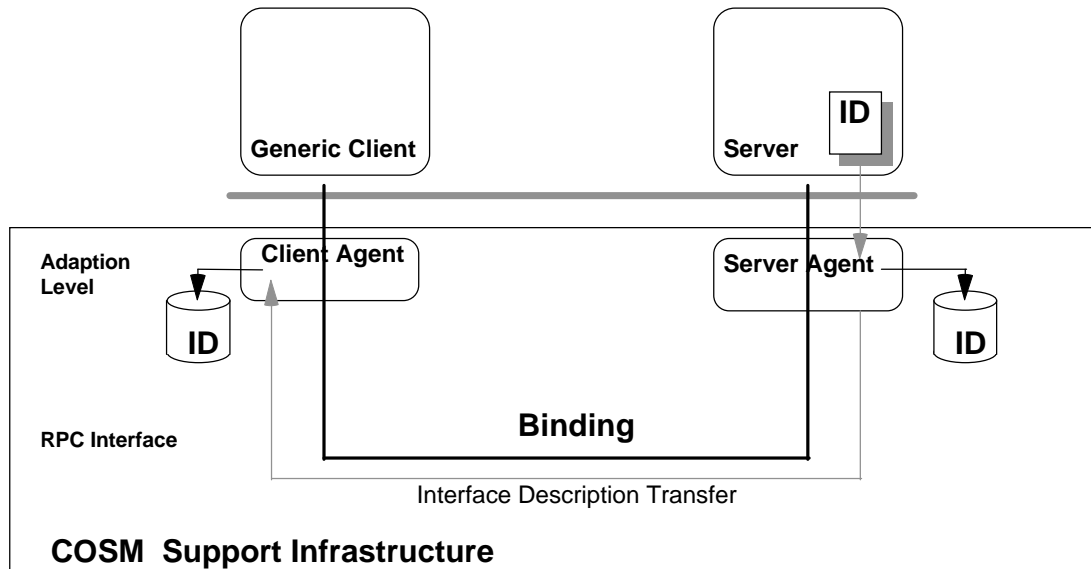 ID
Generic Client
Server
Client Agent
Adaption
Level
Server Agent
ID
ID
Binding
RPC Interface
Interface Description Transfer
COSM Support Infrastructure